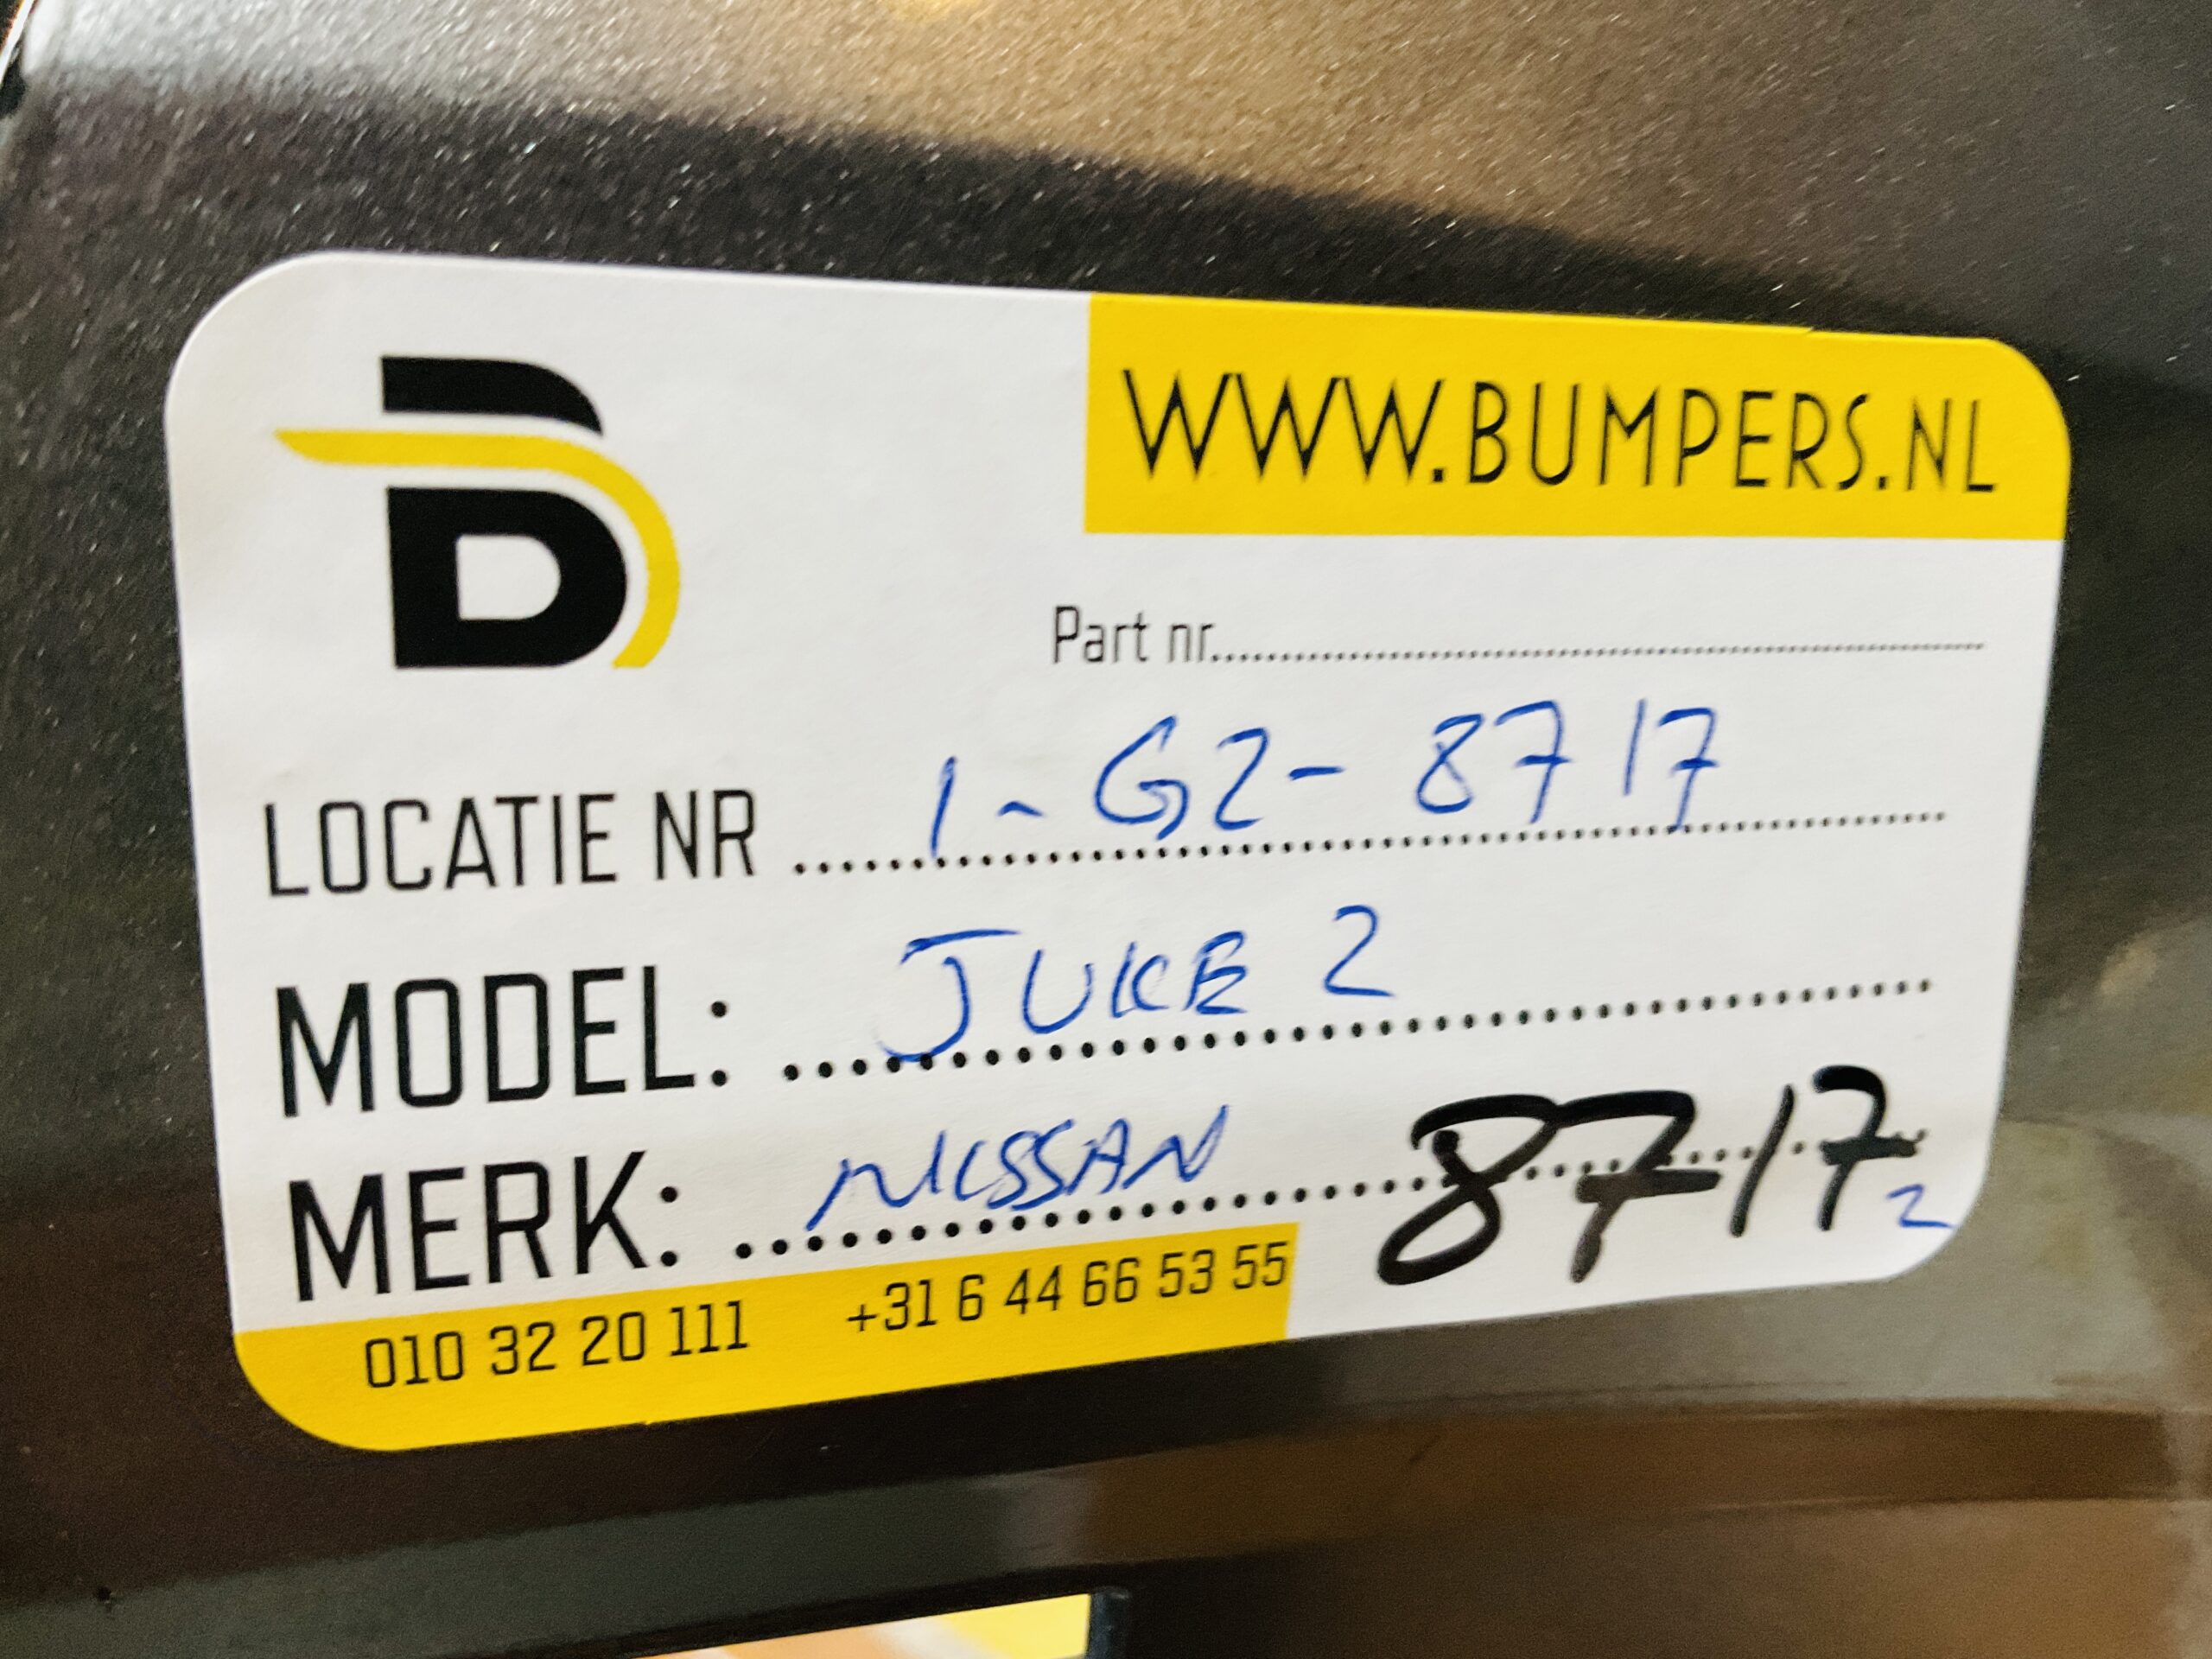 B
WWW.BUMPERS.NL
Part nr.
LOCATIE NR 1-G2-8717
MODEL: JUKE 2
MERK: NISSAN 8717
2
010 32 20 111 +31 6 44 66 53 55